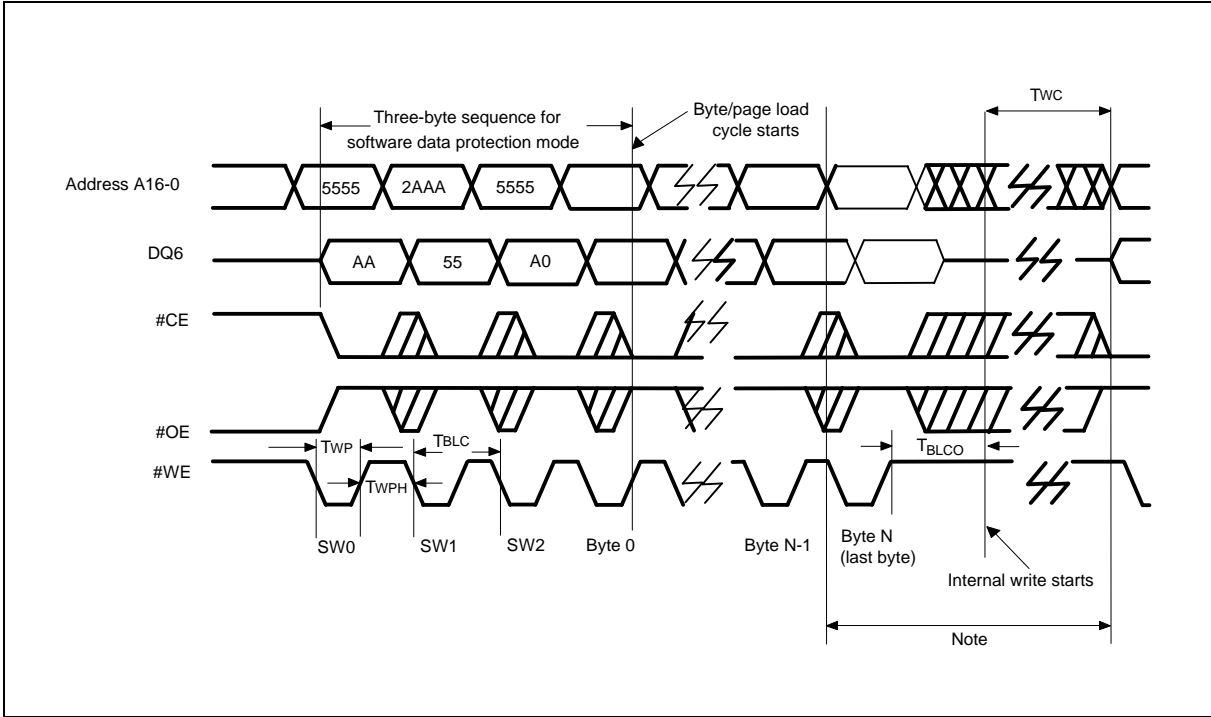 TWC
Three-byte sequence for
software data protection mode
Byte/page load
cycle starts
Address A16-0
5555
2AAA
5555
DQ6
AA
55
A0
#CE
#OE
TWP
TBLC
TBLCO
#WE
TWPH
SW0
SW1
SW2
Byte 0
Byte N-1
Byte N
(last byte)
Internal write starts
Note